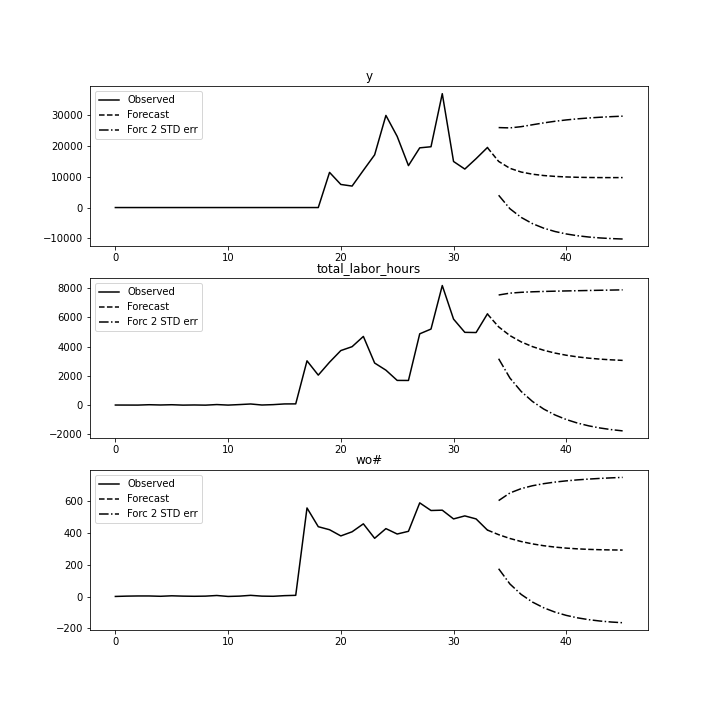 y
30000
20000
10000
0
−10000
Observed
Forecast
Forc 2 STD err
0 10 20 30 40
total_labor_hours
8000
6000
4000
2000
0
−2000
Observed
Forecast
Forc 2 STD err
0 10 20 30 40
wo#
600
400
200
0
−200
Observed
Forecast
Forc 2 STD err
0 10 20 30 40